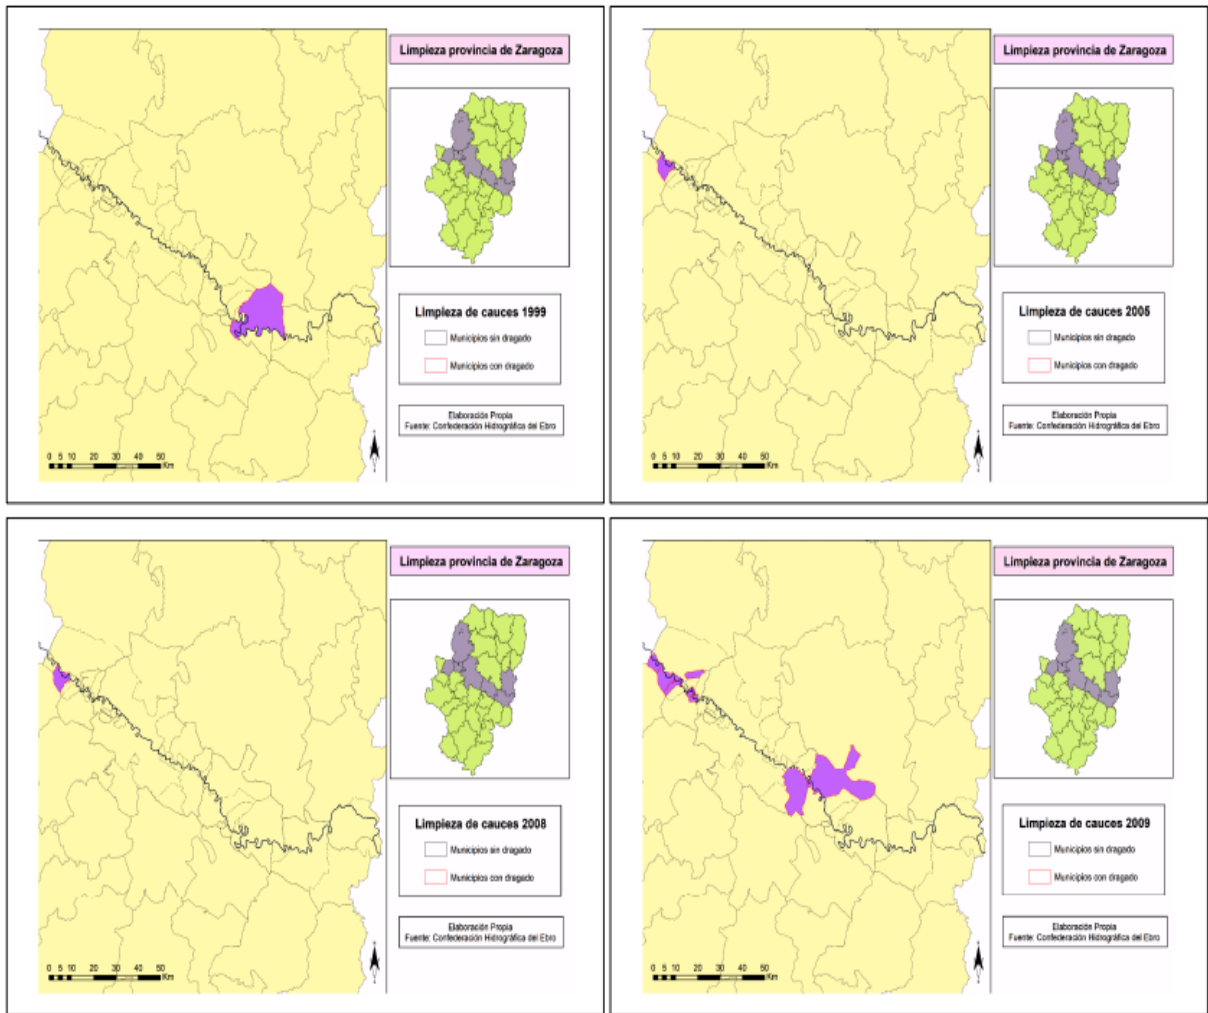 Limpieza provincia de Zaragoza
Limpieza de cauces 1999
Municipios sin dragado
Municipios con dragado
Elaboración Propia
Fuente: Confederación Hidrográfica del Ebro
0 5 10 20 30 40 50
Km
Limpieza provincia de Zaragoza
Limpieza de cauces 2005
Municipios sin dragado
Municipios con dragado
Elaboración Propia
Fuente: Confederación Hidrográfica del Ebro
0 5 10 20 30 40 50
Km
Limpieza provincia de Zaragoza
Limpieza de cauces 2008
Municipios sin dragado
Municipios con dragado
Elaboración Propia
Fuente: Confederación Hidrográfica del Ebro
0 5 10 20 30 40 50
Km
Limpieza provincia de Zaragoza
Limpieza de cauces 2009
Municipios sin dragado
Municipios con dragado
Elaboración Propia
Fuente: Confederación Hidrográfica del Ebro
0 5 10 20 30 40 50
Km